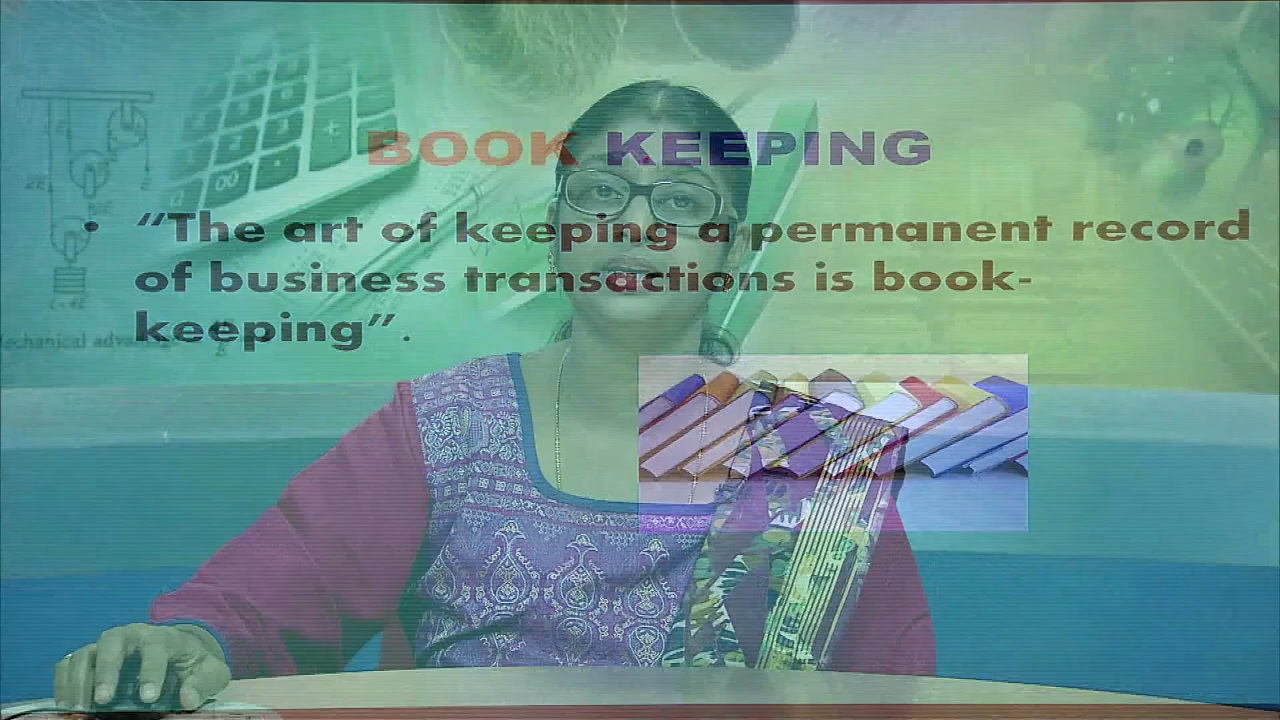 BOOK KEEPING
• “The art of keeping a permanent record
of business transactions is book-
keeping”.